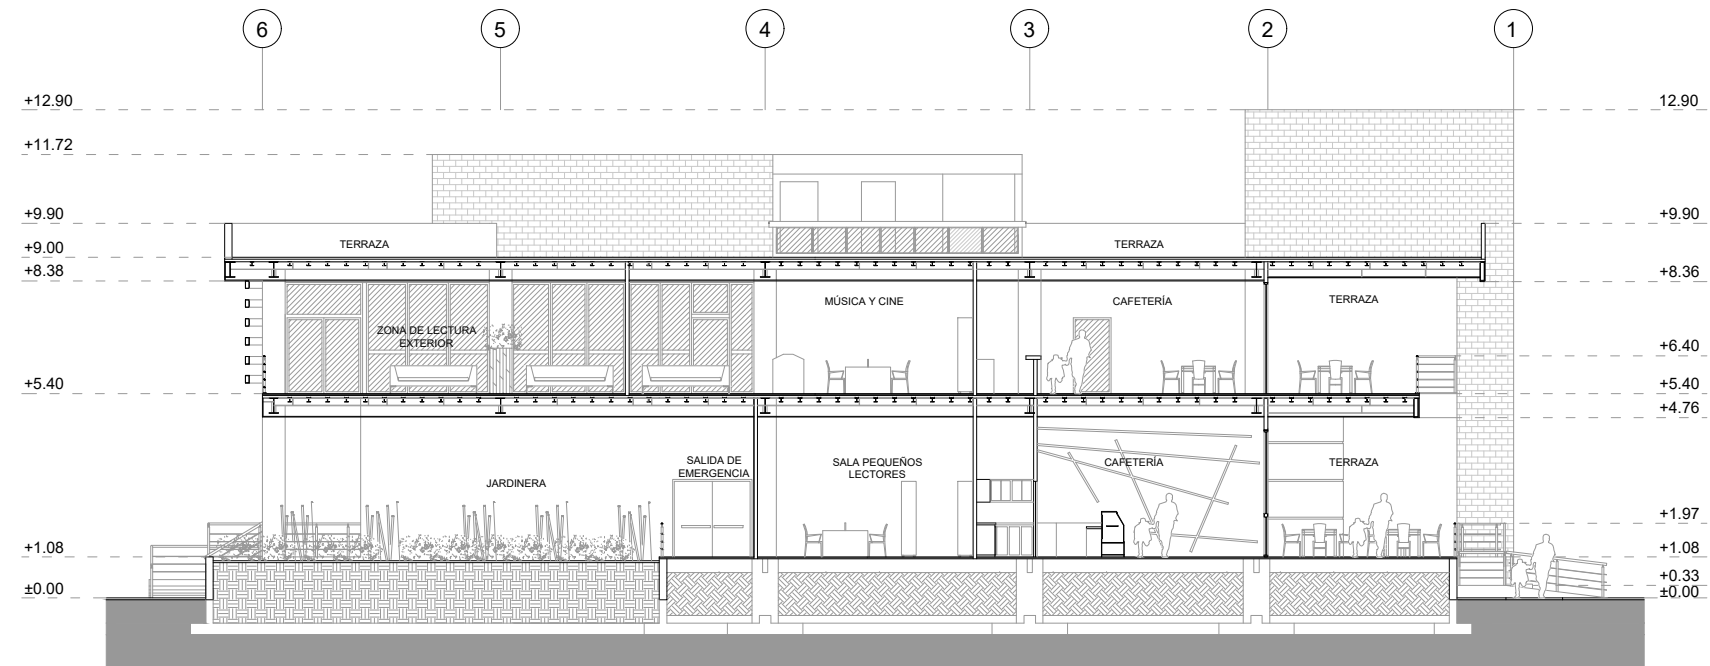 6 5 4 3 2 1
+12.90 12.90
+11.72
+9.90 +9.90
TERRAZA TERRAZA
+9.00
+8.38 +8.36
MÚSICA Y CINE CAFETERÍA TERRAZA
ZONA DE LECTURA
EXTERIOR
+6.40
+5.40 +5.40
+4.76
SALIDA DE
EMERGENCIA
SALA PEQUEÑOS
LECTORES
CAFETERÍA TERRAZA
JARDINERA
+1.97
+1.08 +1.08
+0.33
±0.00 ±0.00